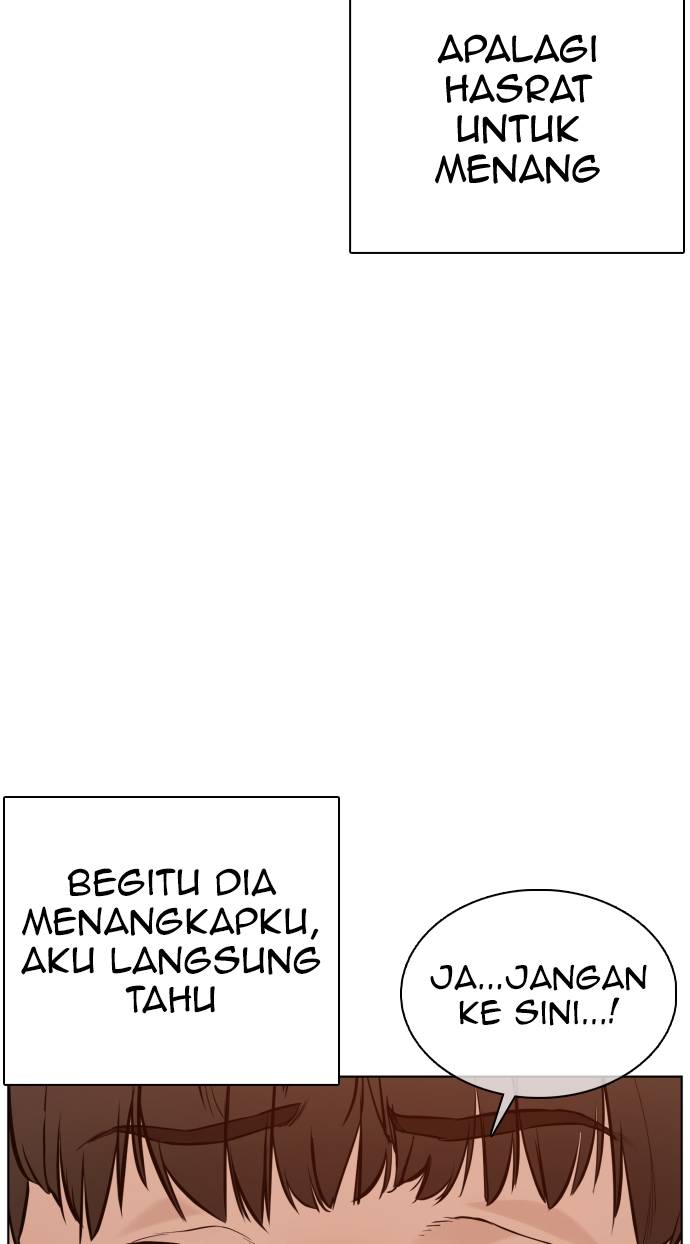 APALAGI
HASRAT
UNTUK
MENANG
BEGITU DIA
MENANGKAPKU,
AKU LANGSUNG
TAHU
JA...JANGAN
KE SINI...!